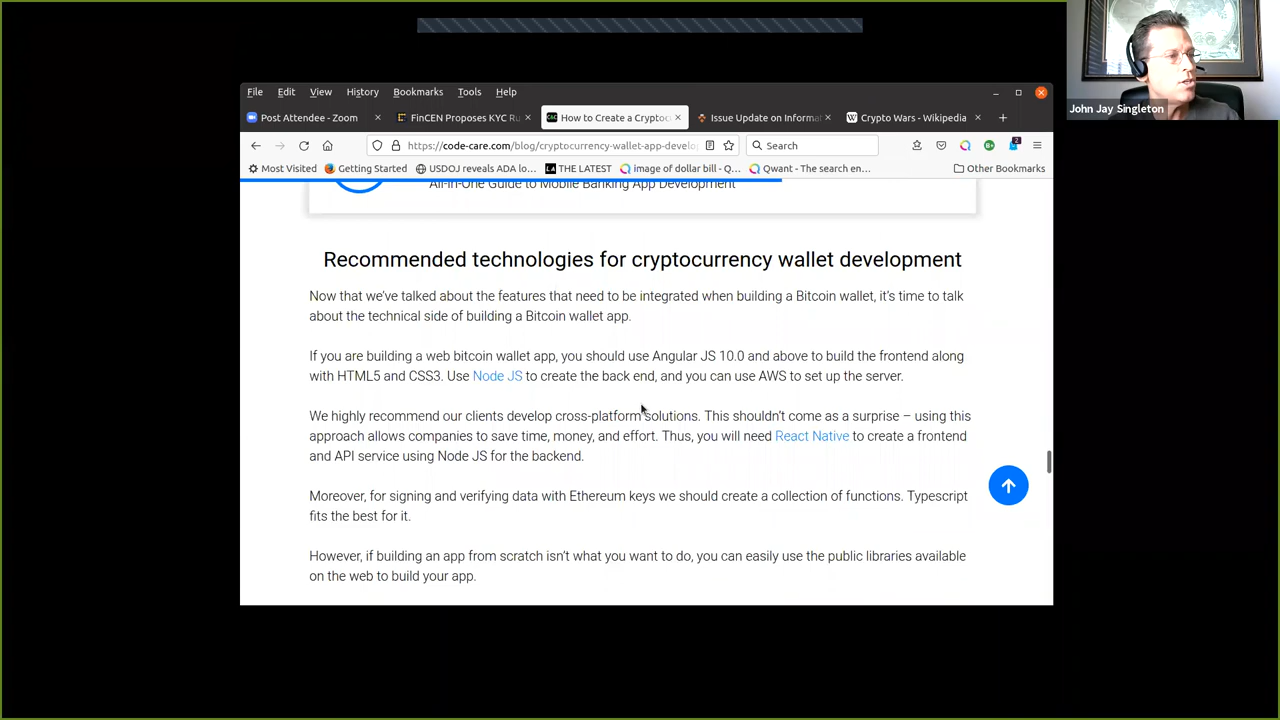 John Jay Singleton
File Edit View History Bookmarks Tools Help
Post Attendee - Zoom FinCEN Proposes KYC Ru How to Create a Cryptoc Issue Update on Informat Crypto Wars - Wikipedia
https://code-care.com/blog/cryptocurrency-wallet-app-develo Search
Most Visited Getting Started USDOJ reveals ADA lo... THE LATEST image of dollar bill - Q... Qwant - The search en... Other Bookmarks
All-in-One Guide to Mobile Banking App Development
Recommended technologies for cryptocurrency wallet development
Now that we've talked about the features that need to be integrated when building a Bitcoin wallet, it's time to talk
about the technical side of building a Bitcoin wallet app.
If you are building a web bitcoin wallet app, you should use Angular JS 10.0 and above to build the frontend along
with HTML5 and CSS3. Use Node JS to create the back end, and you can use AWS to set up the server.
We highly recommend our clients develop cross-platform solutions. This shouldn't come as a surprise – using this
approach allows companies to save time, money, and effort. Thus, you will need React Native to create a frontend
and API service using Node JS for the backend.
Moreover, for signing and verifying data with Ethereum keys we should create a collection of functions. Typescript
fits the best for it.
However, if building an app from scratch isn't what you want to do, you can easily use the public libraries available
on the web to build your app.